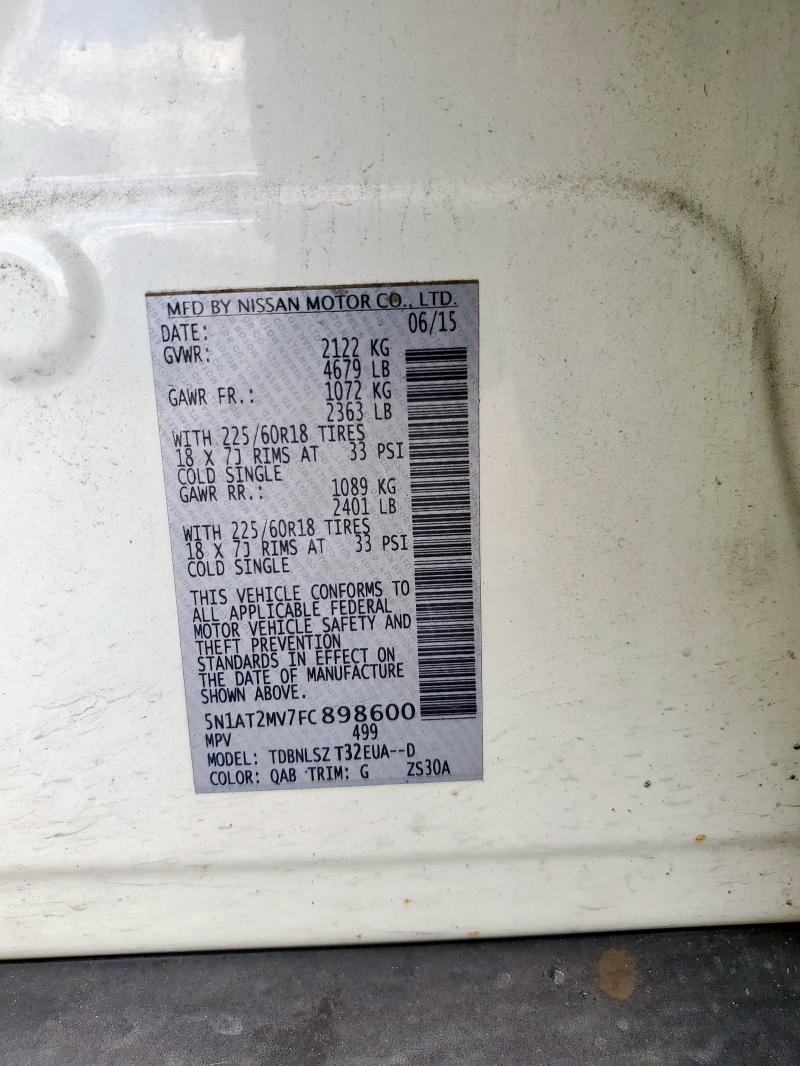 MFD BY NISSAN MOTOR CO., LTD.
DATE: 06/15
GVWR: 2122 KG
4679 LB
GAWR FR.: 1072 KG
2363 LB
WITH 225/60R18 TIRES
18 X 7J RIMS AT 33 PSI
COLD SINGLE
GAWR RR.: 1089 KG
2401 LB
WITH 225/60R18 TIRES
18 X 7J RIMS AT 33 PSI
COLD SINGLE
THIS VEHICLE CONFORMS TO
ALL APPLICABLE FEDERAL
MOTOR VEHICLE SAFETY AND
THEFT PREVENTION
STANDARDS IN EFFECT ON
THE DATE OF MANUFACTURE
SHOWN ABOVE.
5N1AT2MV7FC898600
MPV 499
MODEL: TDBNLSZ T32EUA--D
COLOR: QAB TRIM: G ZS30A